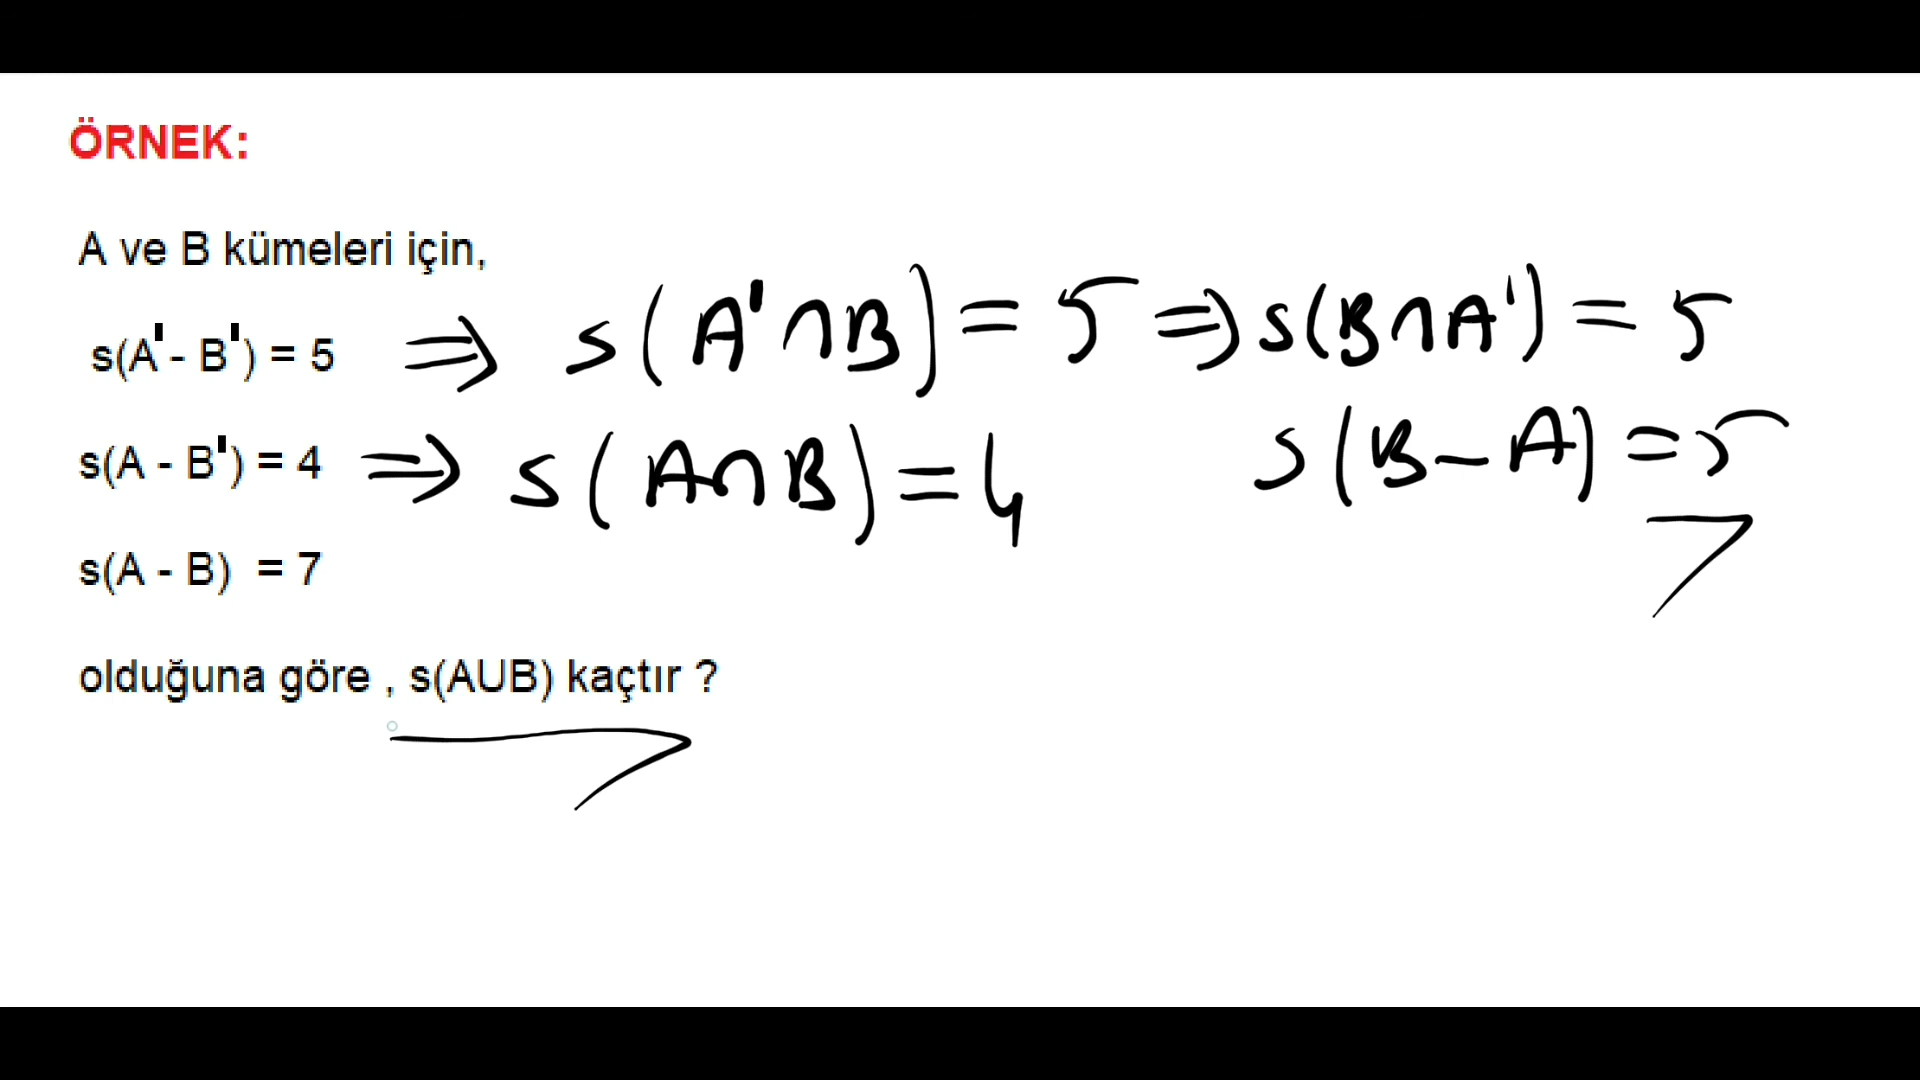 ÖRNEK:
A ve B kümeleri için,
s(A' - B') = 5 ⇒ s(A'∩B) = 5 ⇒ s(B∩A') = 5
s(A - B') = 4 ⇒ s(A∩B) = 4 s(B-A) = 5
s(A - B) = 7
olduğuna göre , s(AUB) kaçtır ?